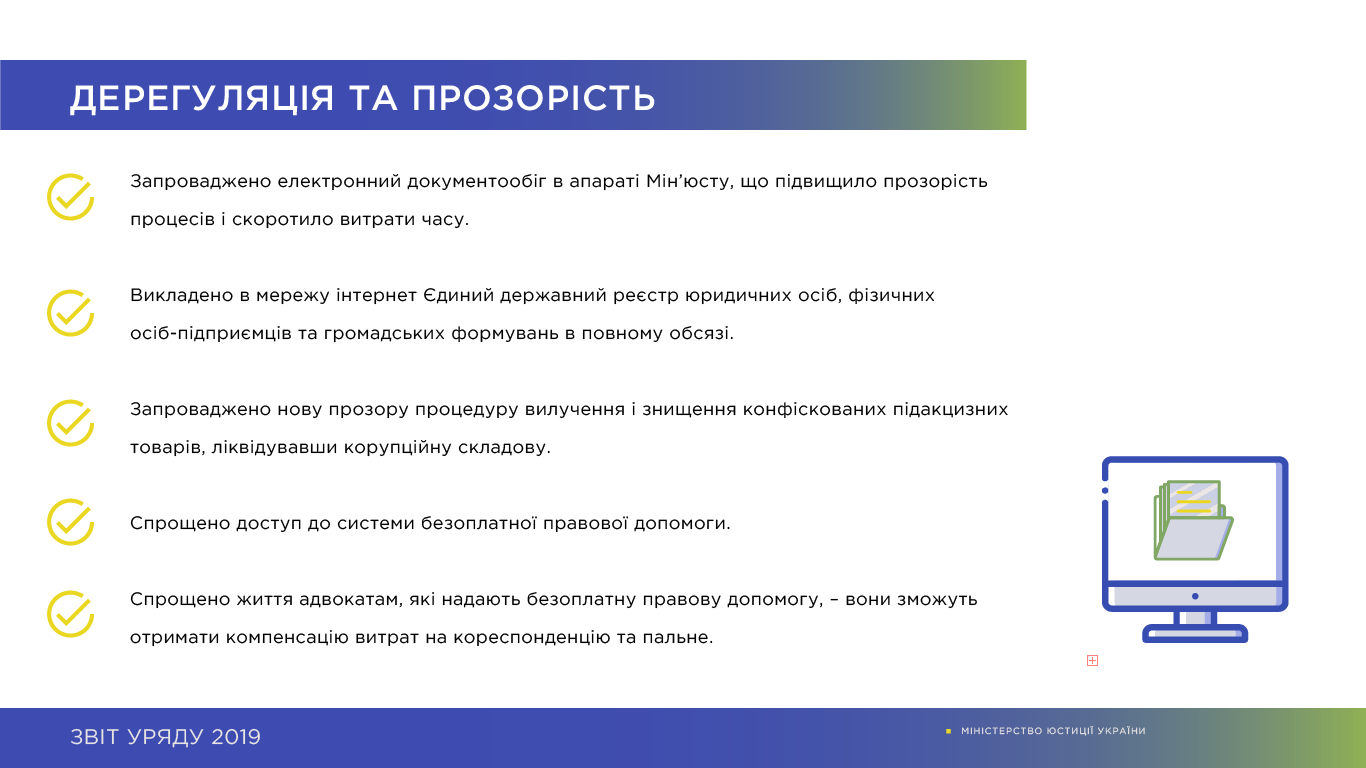 ДЕРЕГУЛЯЦІЯ ТА ПРОЗОРІСТЬ
Запроваджено електронний документообіг в апараті Мін’юсту, що підвищило прозорість
процесів і скоротило витрати часу.
Викладено в мережу інтернет Єдиний державний реєстр юридичних осіб, фізичних
осіб-підприємців та громадських формувань в повному обсязі.
Запроваджено нову прозору процедуру вилучення і знищення конфіскованих підакцизних
товарів, ліквідувавши корупційну складову.
Спрощено доступ до системи безоплатної правової допомоги.
Спрощено життя адвокатам, які надають безоплатну правову допомогу, – вони зможуть
отримати компенсацію витрат на кореспонденцію та пальне.
ЗВІТ УРЯДУ 2019
МІНІСТЕРСТВО ЮСТИЦІЇ УКРАЇНИ